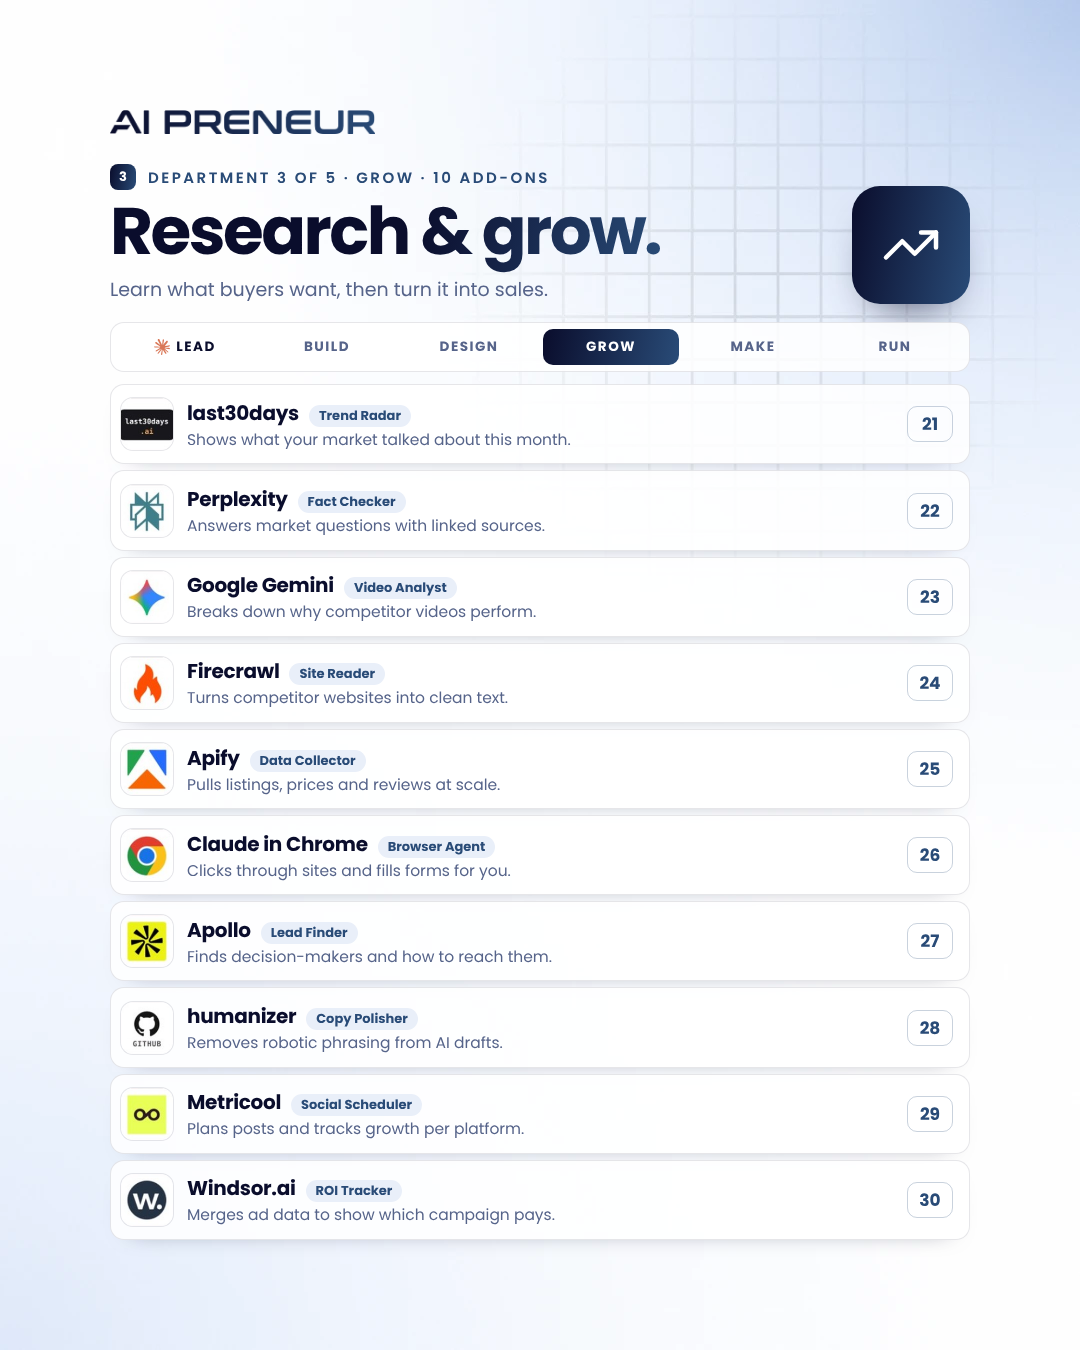 AI PRENEUR
3 DEPARTMENT 3 OF 5 · GROW · 10 ADD-ONS
Research & grow.
Learn what buyers want, then turn it into sales.
LEAD BUILD DESIGN GROW MAKE RUN
last30days
.ai
last30days Trend Radar
Shows what your market talked about this month.
21
Perplexity Fact Checker
Answers market questions with linked sources.
22
Google Gemini Video Analyst
Breaks down why competitor videos perform.
23
Firecrawl Site Reader
Turns competitor websites into clean text.
24
Apify Data Collector
Pulls listings, prices and reviews at scale.
25
Claude in Chrome Browser Agent
Clicks through sites and fills forms for you.
26
Apollo Lead Finder
Finds decision-makers and how to reach them.
27
GITHUB
humanizer Copy Polisher
Removes robotic phrasing from AI drafts.
28
Metricool Social Scheduler
Plans posts and tracks growth per platform.
29
W.
Windsor.ai ROI Tracker
Merges ad data to show which campaign pays.
30